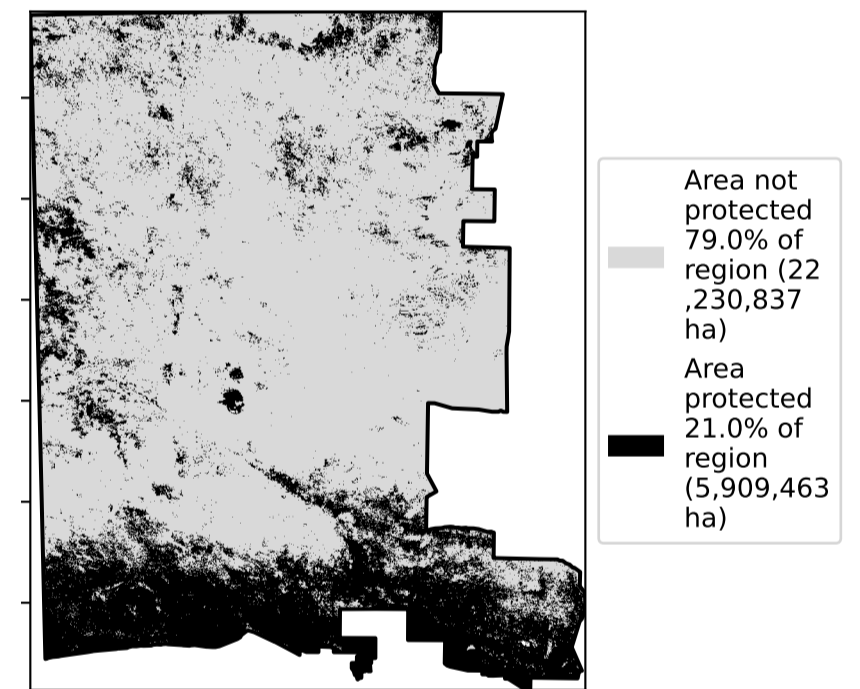 Area not
protected
79.0% of
region (22
,230,837
ha)
Area
protected
21.0% of
region
(5,909,463
ha)